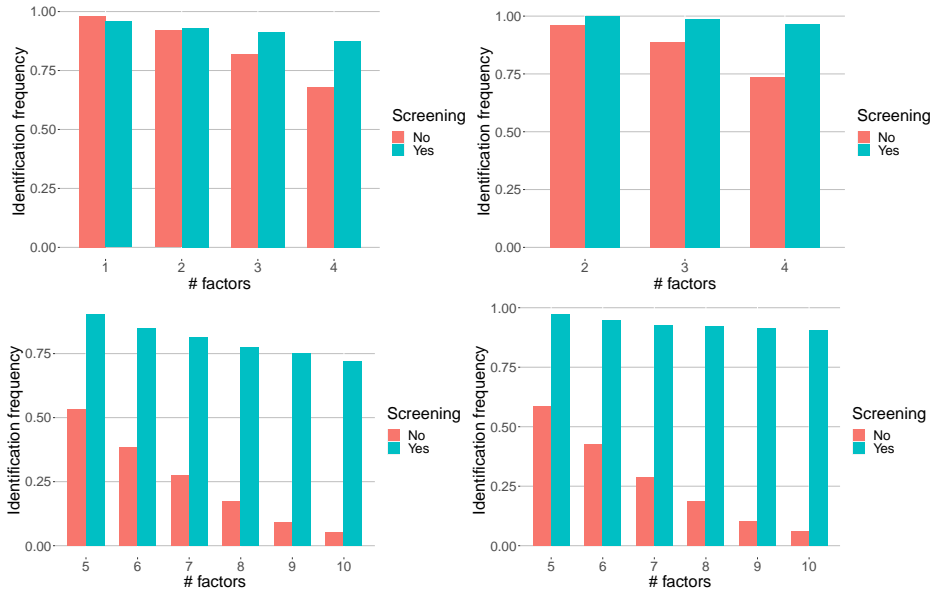 1.00
0.75
0.50
0.25
0.00
Identification frequency
1 2 3 4
# factors
Screening
No
Yes
1.00
0.75
0.50
0.25
0.00
Identification frequency
2 3 4
# factors
Screening
No
Yes
0.75
0.50
0.25
0.00
Identification frequency
5 6 7 8 9 10
# factors
Screening
No
Yes
1.00
0.75
0.50
0.25
0.00
Identification frequency
5 6 7 8 9 10
# factors
Screening
No
Yes